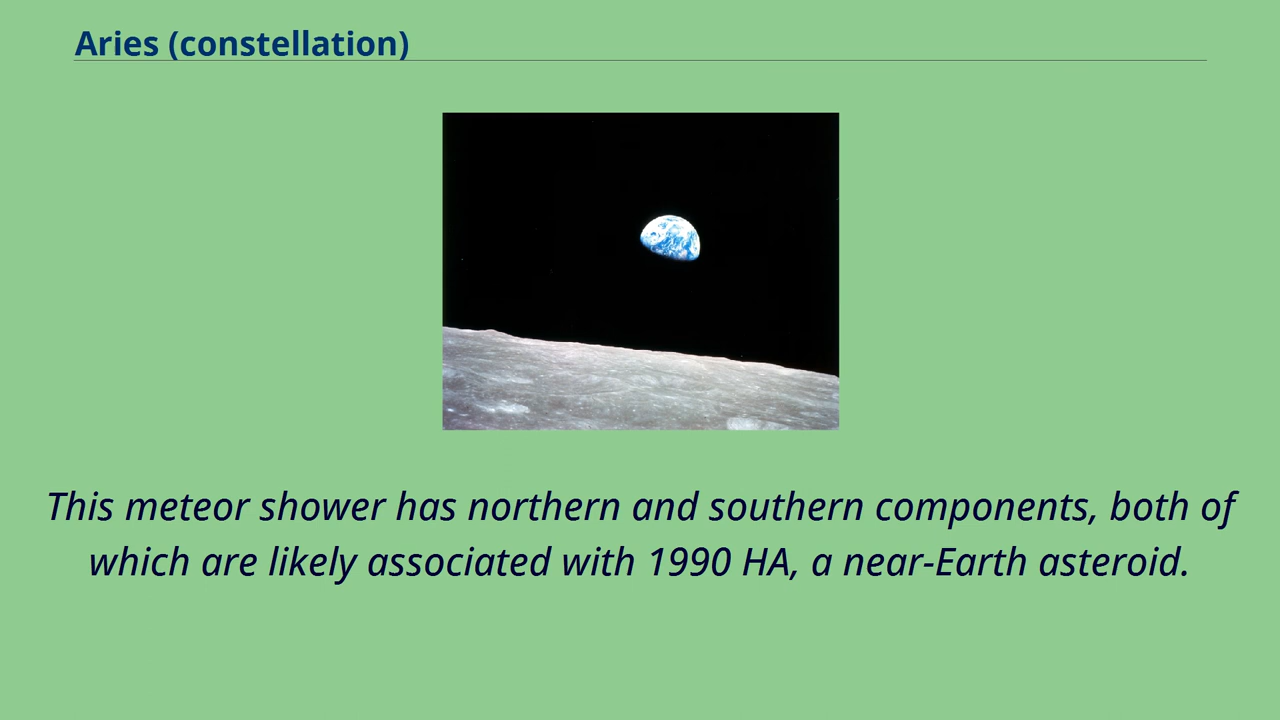 Aries (constellation)
This meteor shower has northern and southern components, both of
which are likely associated with 1990 HA, a near-Earth asteroid.